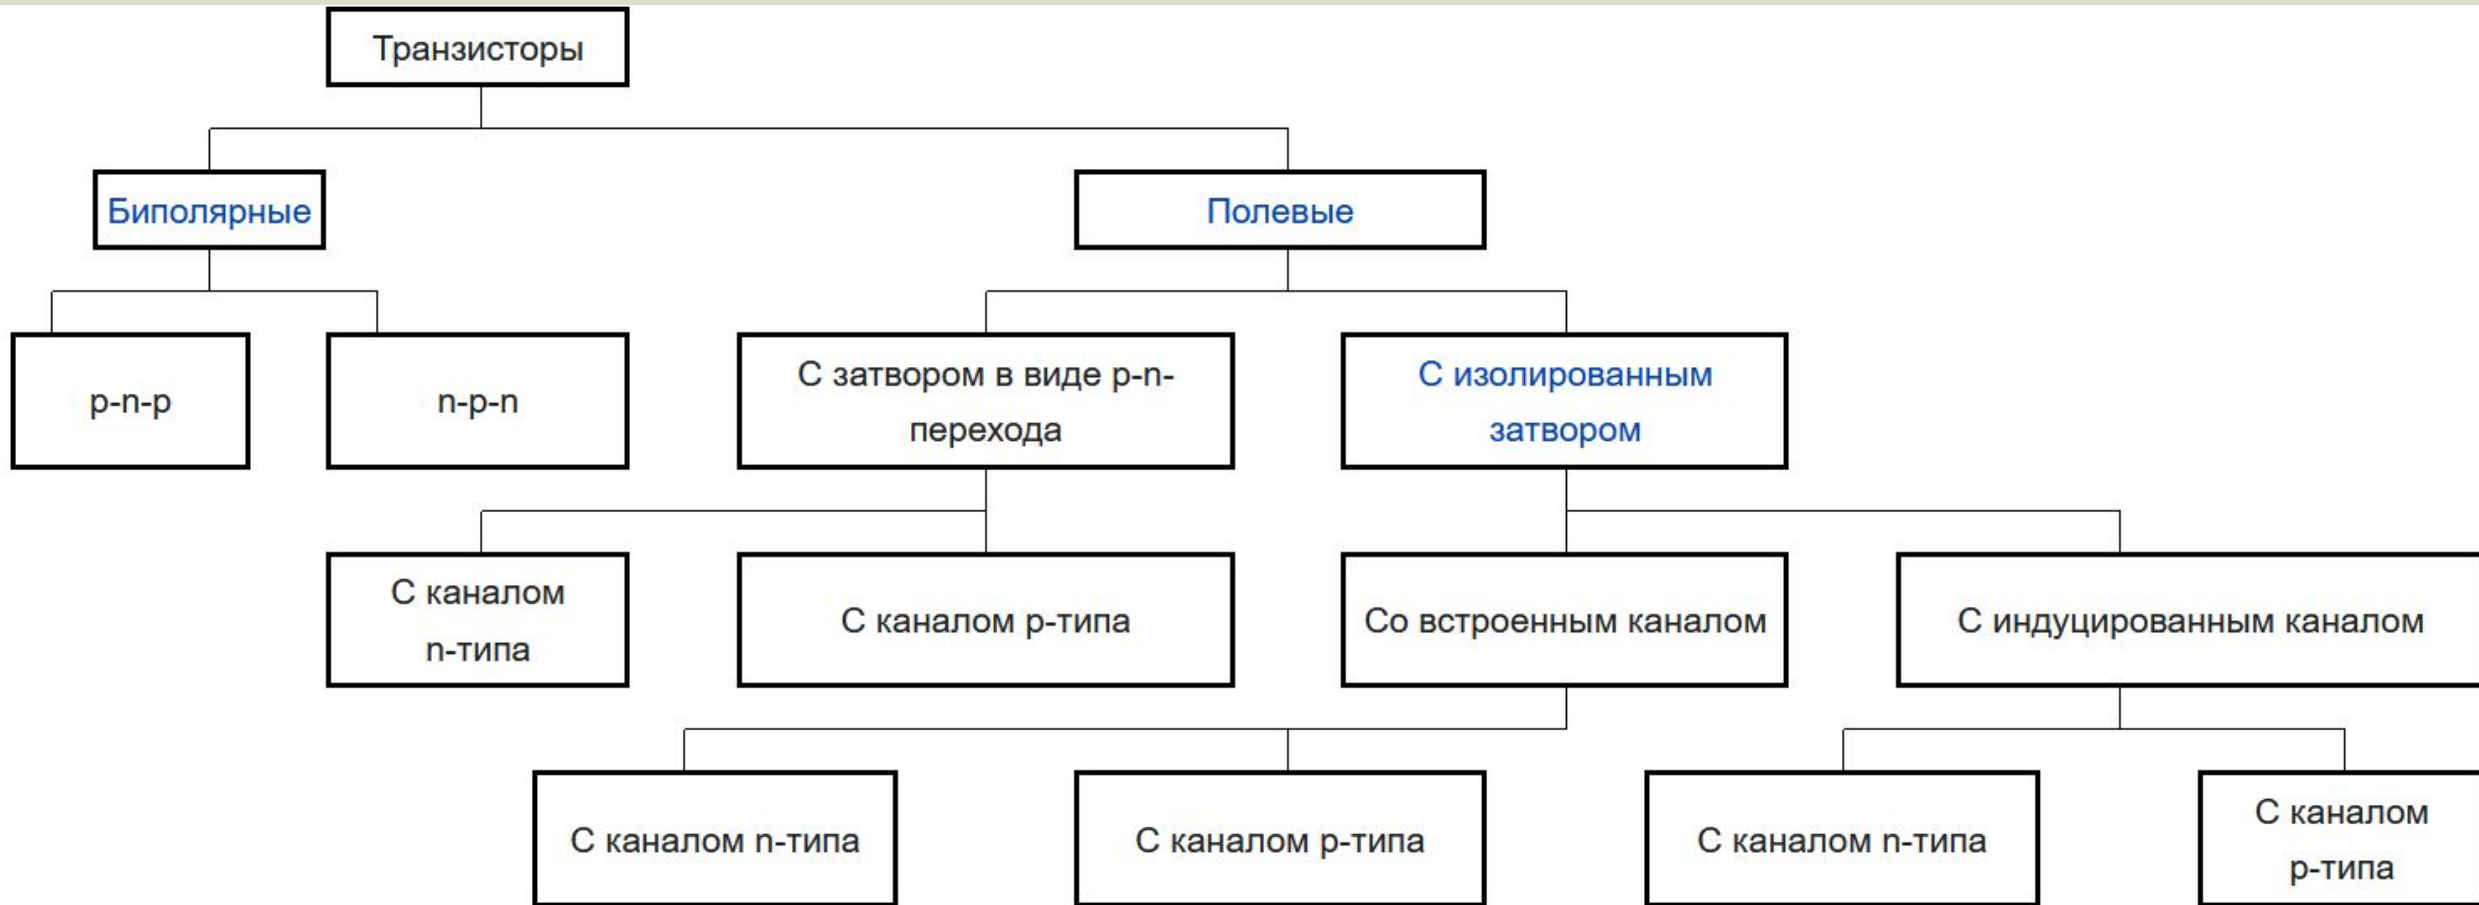 Транзисторы
Биполярные
Полевые
p-n-p
n-p-n
С затвором в виде p-n-
перехода
С изолированным
затвором
С каналом
n-типа
С каналом p-типа
Со встроенным каналом
С индуцированным каналом
С каналом n-типа
С каналом p-типа
С каналом n-типа
С каналом
p-типа